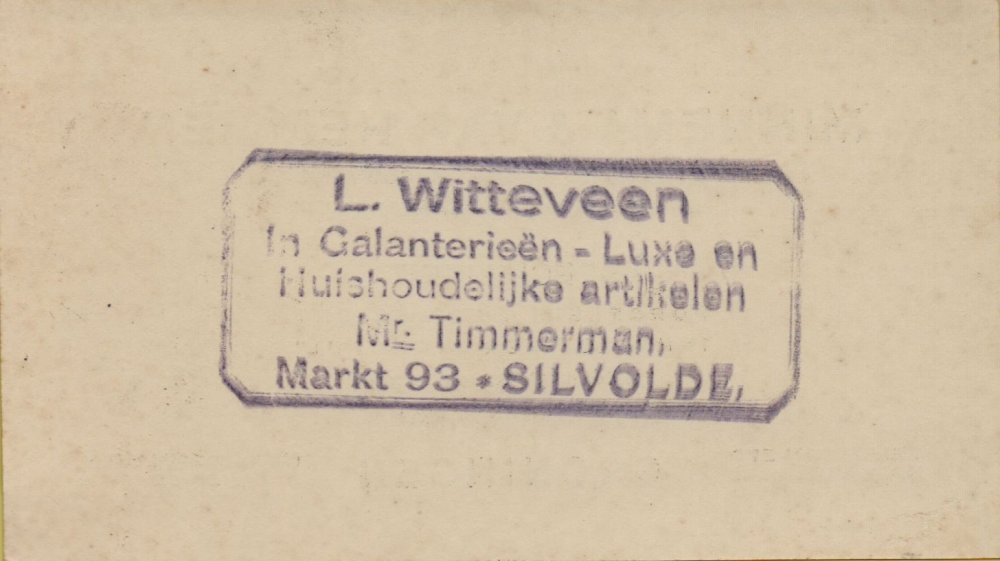 L. Witteveen
In Galanterieën - Luxe en
Huishoudelijke artikelen
Mr. Timmerman,
Markt 93 * SILVOLDE,